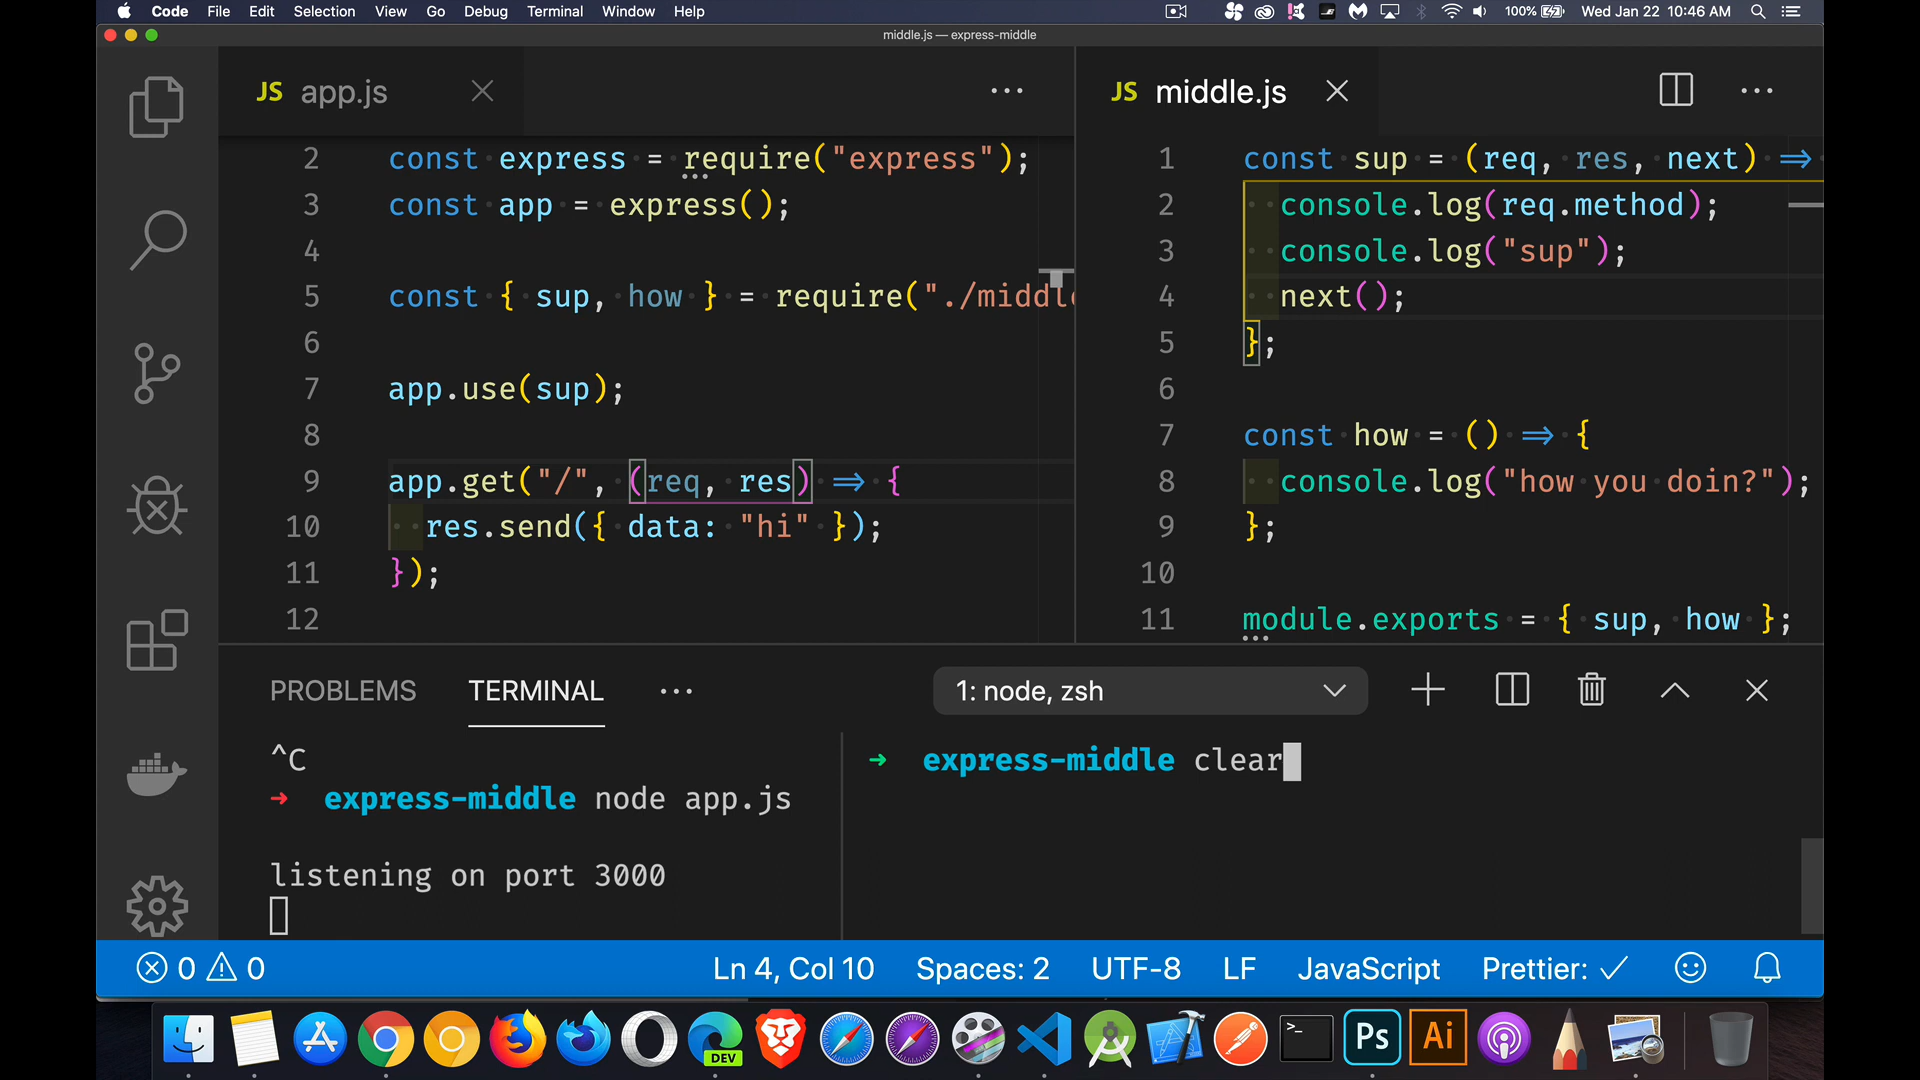 Code File Edit Selection View Go Debug Terminal Window Help 100% Wed Jan 22 10:46 AM
middle.js — express-middle
JS app.js
2 const express = require("express");
3 const app = express();
4
5 const { sup, how } = require("./middle
6
7 app.use(sup);
8
9 app.get("/", (req, res) => {
10 res.send({ data: "hi" });
11 });
12
JS middle.js
1 const sup = (req, res, next) =>
2 console.log(req.method);
3 console.log("sup");
4 next();
5 };
6
7 const how = () => {
8 console.log("how you doin?");
9 };
10
11 module.exports = { sup, how };
PROBLEMS TERMINAL ... 1: node, zsh
^C
➜ express-middle node app.js
listening on port 3000
➜ express-middle clear
0 0 Ln 4, Col 10 Spaces: 2 UTF-8 LF JavaScript Prettier: ✓
DEV >_ Ps Ai